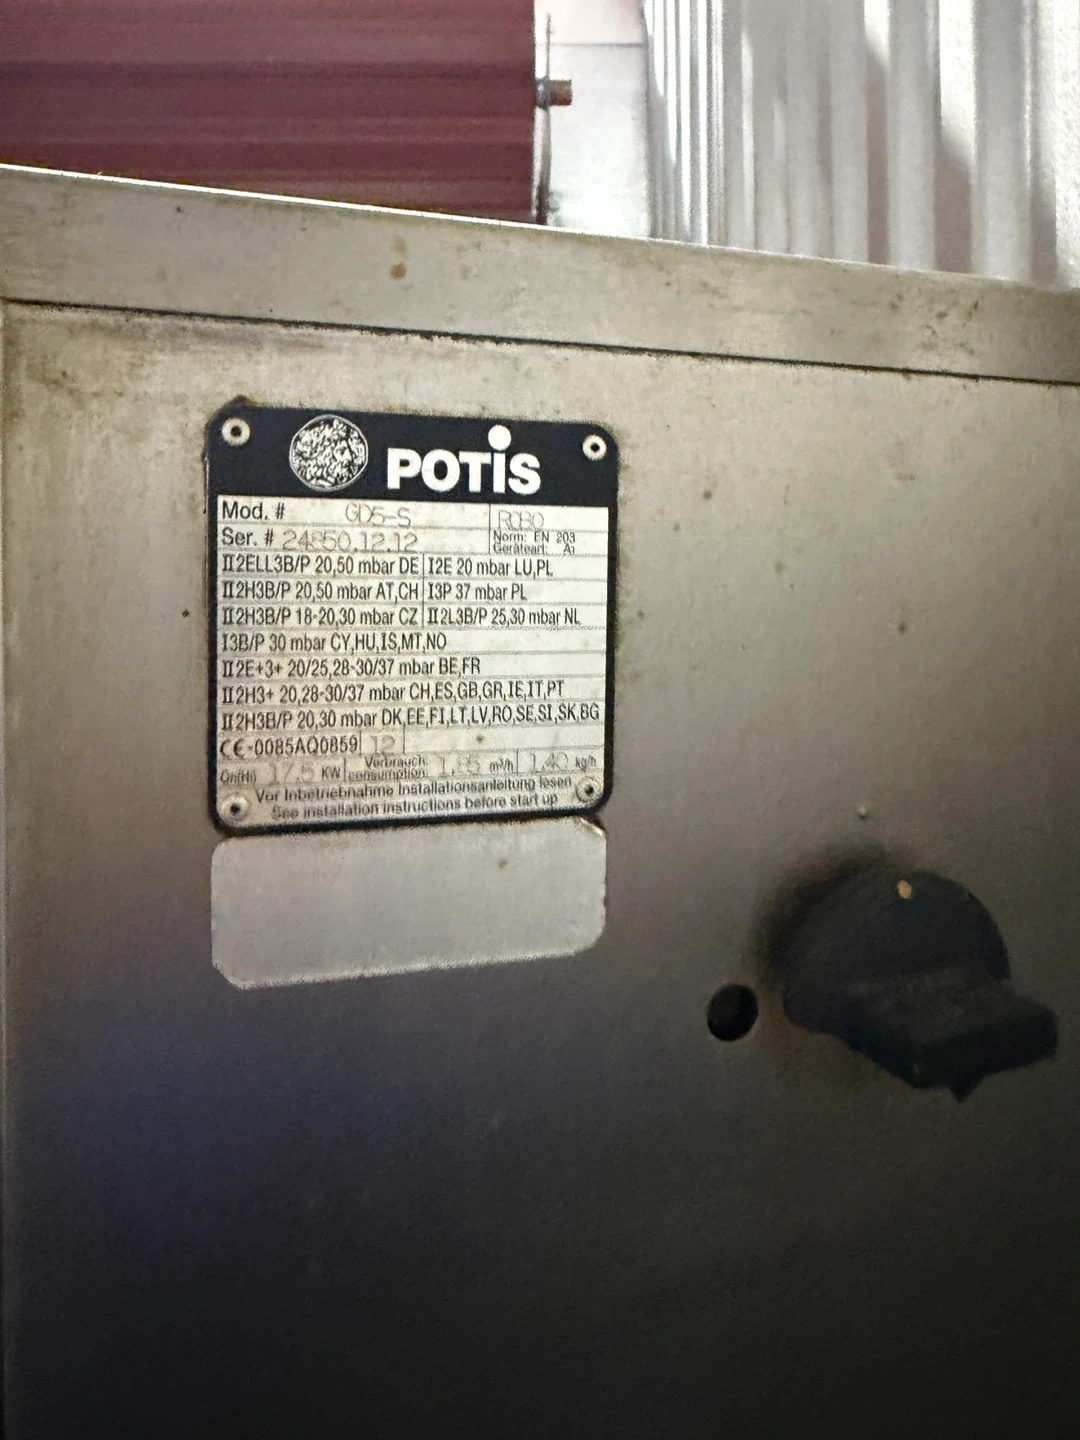 POTIS
Mod. # GD5-S ROBO
Ser. # Norm: EN 203
Geräteart: A1
II2ELL3B/P 20,50 mbar DE I2E 20 mbar LU,PL
II2H3B/P 20,50 mbar AT,CH I3P 37 mbar PL
II2H3B/P 18-20,30 mbar CZ II2L3B/P 25,30 mbar NL
I3B/P 30 mbar CY,HU,IS,MT,NO
II2E+3+ 20/25,28-30/37 mbar BE,FR
II2H3+ 20,28-30/37 mbar CH,ES,GB,GR,IE,IT,PT
II2H3B/P 20,30 mbar DK,EE,FI,LT,LV,RO,SE,SI,SK,BG
CE-0085AQ0859 12
Qn(Hi) 17.5 KW Verbrauch consumption: m³/h 1.40 kg/h
Vor Inbetriebnahme Installationsanleitung lesen
See installation instructions before start up